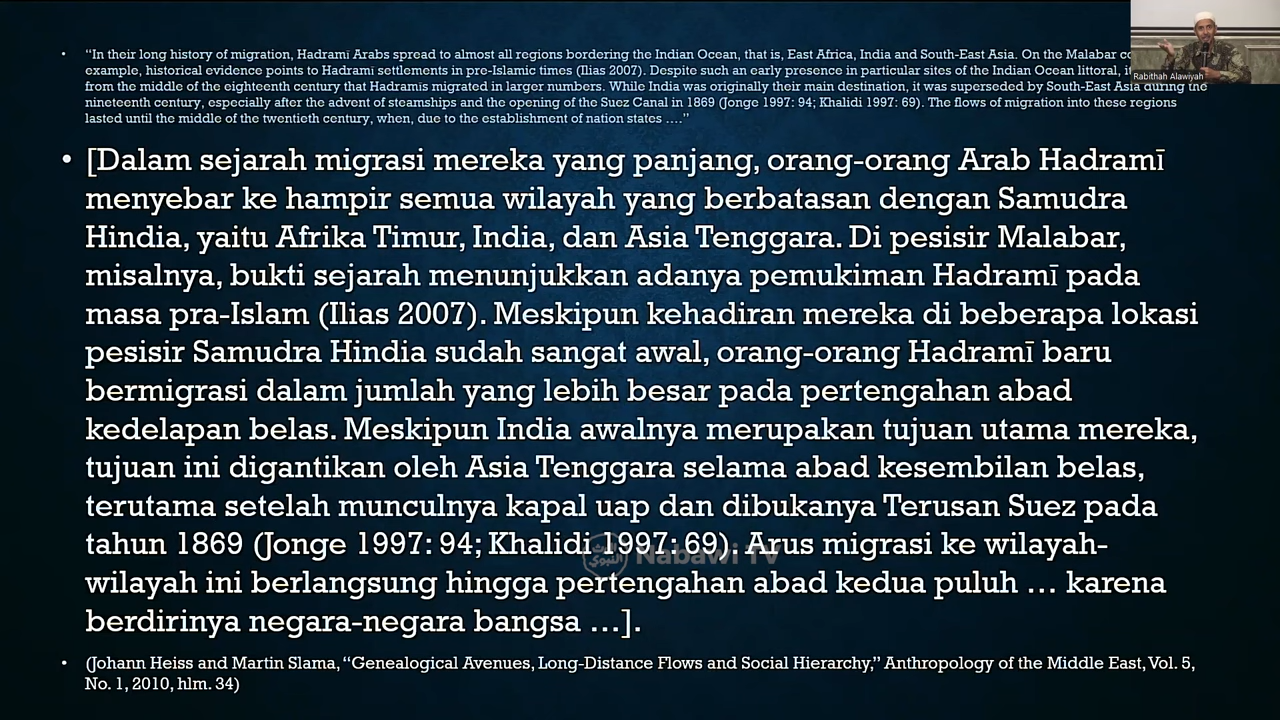 • “In their long history of migration, Hadramī Arabs spread to almost all regions bordering the Indian Ocean, that is, East Africa, India and South-East Asia. On the Malabar co
example, historical evidence points to Hadramī settlements in pre-Islamic times (Ilias 2007). Despite such an early presence in particular sites of the Indian Ocean littoral, it
from the middle of the eighteenth century that Hadramīs migrated in larger numbers. While India was originally their main destination, it was superseded by South-East Asia during the
nineteenth century, especially after the advent of steamships and the opening of the Suez Canal in 1869 (Jonge 1997: 94; Khalidi 1997: 69). The flows of migration into these regions
lasted until the middle of the twentieth century, when, due to the establishment of nation states ….”
Rabithah Alawiyah
• [Dalam sejarah migrasi mereka yang panjang, orang-orang Arab Hadramī
menyebar ke hampir semua wilayah yang berbatasan dengan Samudra
Hindia, yaitu Afrika Timur, India, dan Asia Tenggara. Di pesisir Malabar,
misalnya, bukti sejarah menunjukkan adanya pemukiman Hadramī pada
masa pra-Islam (Ilias 2007). Meskipun kehadiran mereka di beberapa lokasi
pesisir Samudra Hindia sudah sangat awal, orang-orang Hadramī baru
bermigrasi dalam jumlah yang lebih besar pada pertengahan abad
kedelapan belas. Meskipun India awalnya merupakan tujuan utama mereka,
tujuan ini digantikan oleh Asia Tenggara selama abad kesembilan belas,
terutama setelah munculnya kapal uap dan dibukanya Terusan Suez pada
tahun 1869 (Jonge 1997: 94; Khalidi 1997: 69). Arus migrasi ke wilayah-
wilayah ini berlangsung hingga pertengahan abad kedua puluh … karena
berdirinya negara-negara bangsa …].
Nabawi TV
• (Johann Heiss and Martin Slama, “Genealogical Avenues, Long-Distance Flows and Social Hierarchy,” Anthropology of the Middle East, Vol. 5,
No. 1, 2010, hlm. 34)